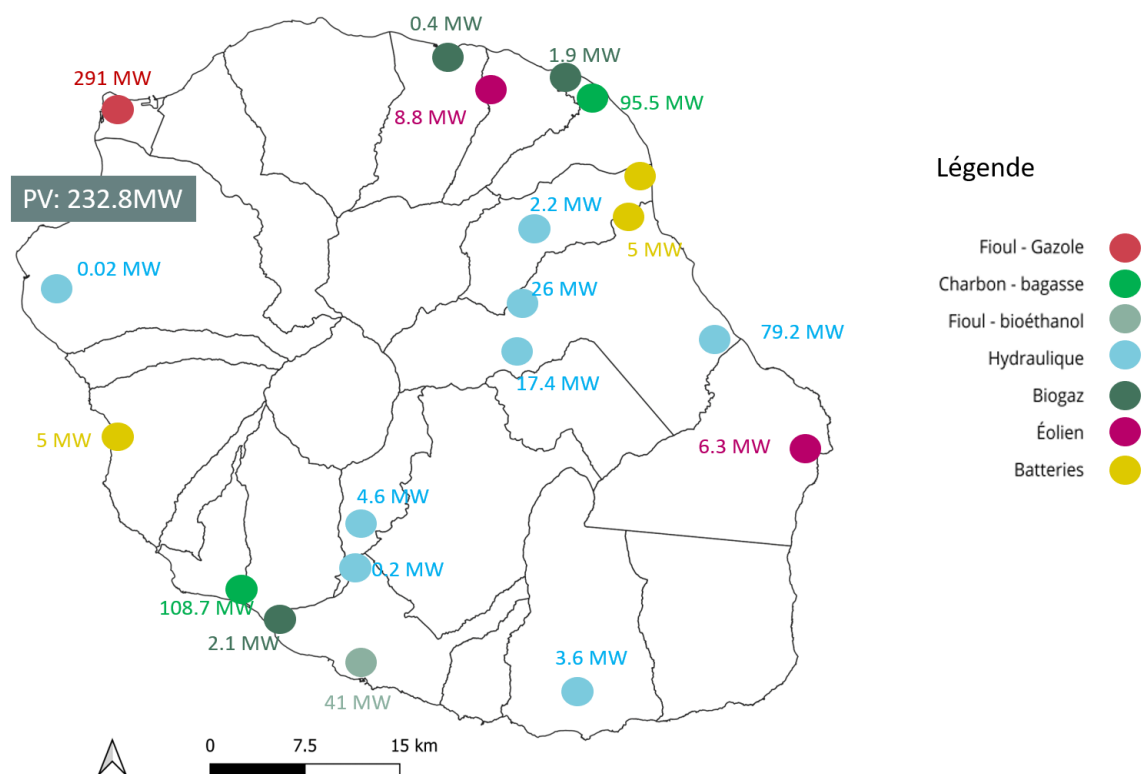 0.4 MW
1.9 MW
291 MW
95.5 MW
8.8 MW
Légende
PV: 232.8MW
2.2 MW
5 MW
Fioul - Gazole
0.02 MW
26 MW
Charbon - bagasse
Fioul - bioéthanol
79.2 MW
Hydraulique
17.4 MW
Biogaz
5 MW
6.3 MW
Éolien
Batteries
4.6 MW
0.2 MW
108.7 MW
2.1 MW
3.6 MW
41 MW
0 7.5 15 km